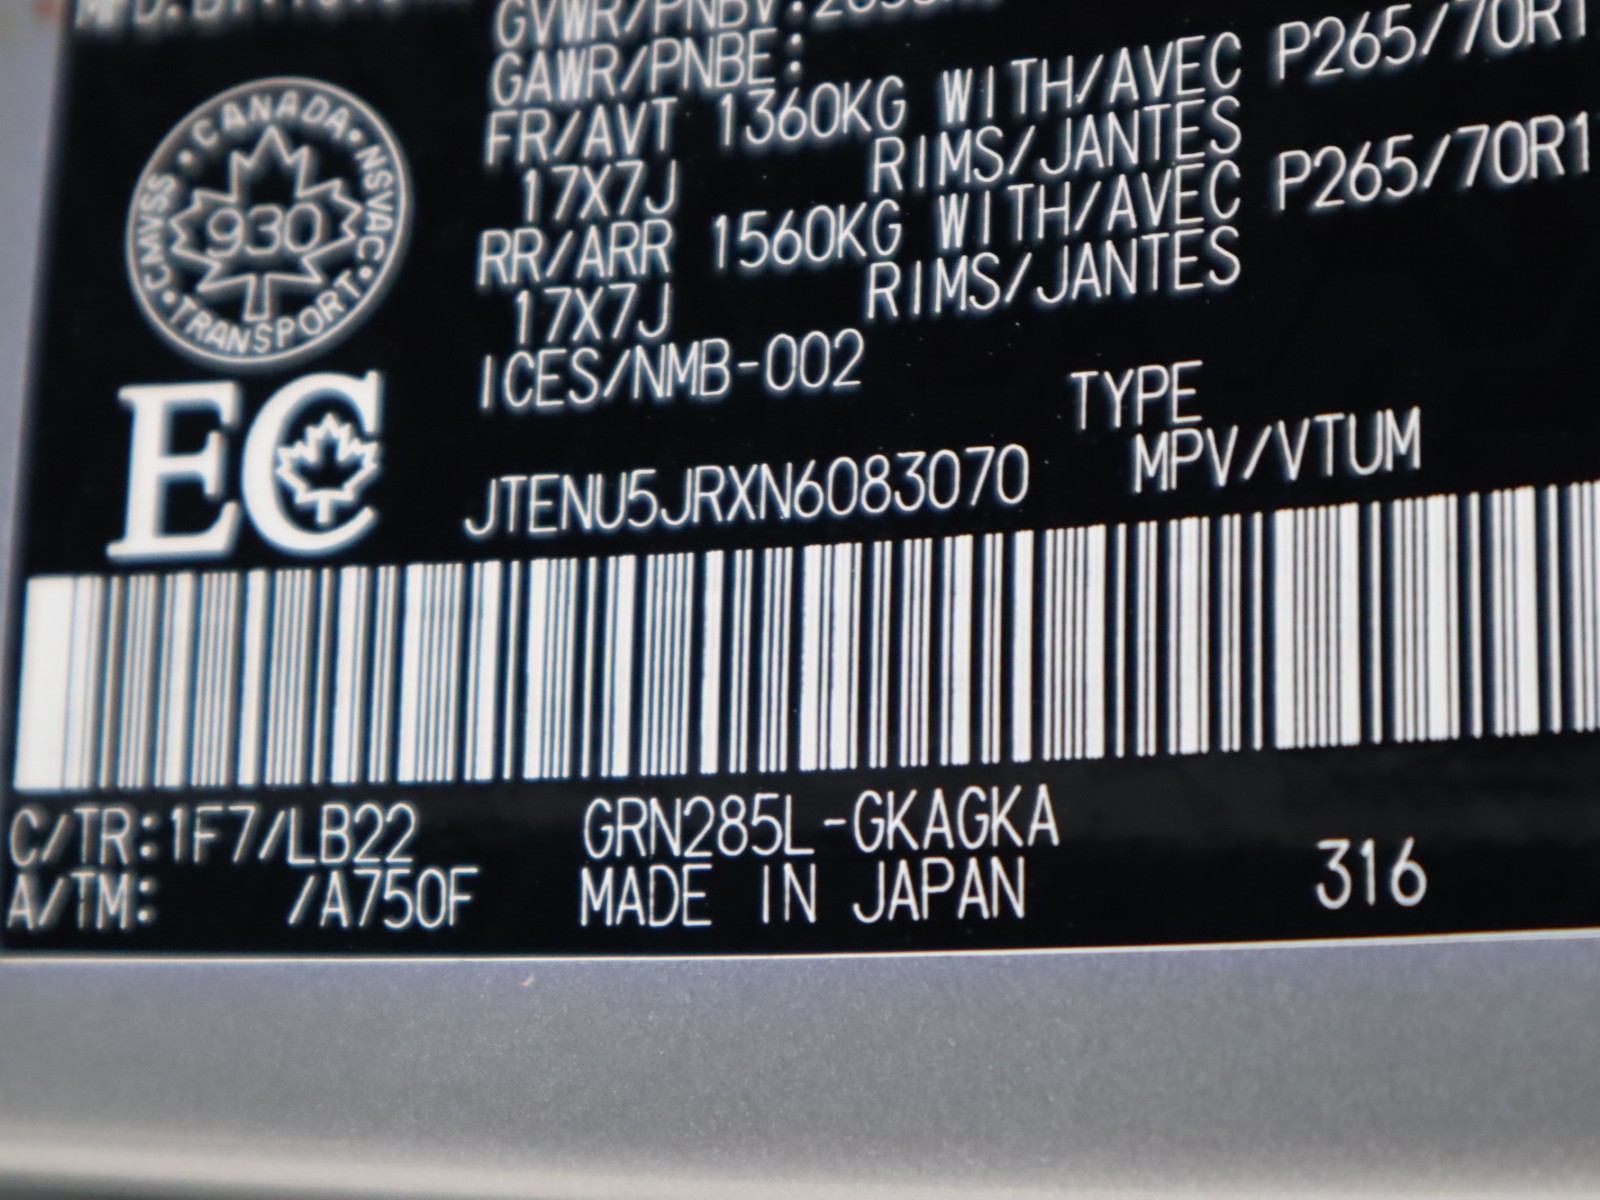 GVWR/PNBV:
GAWR/PNBE:
FR/AVT 1360KG WITH/AVEC P265/70R1
17X7J RIMS/JANTES
RR/ARR 1560KG WITH/AVEC P265/70R1
17X7J RIMS/JANTES
ICES/NMB-002
CANADA • NSVAC • TRANSPORT • CMVSS •
930
EC
TYPE
JTENU5JRXN6083070 MPV/VTUM
C/TR:1F7/LB22 GRN285L-GKAGKA
A/TM: /A750F MADE IN JAPAN 316